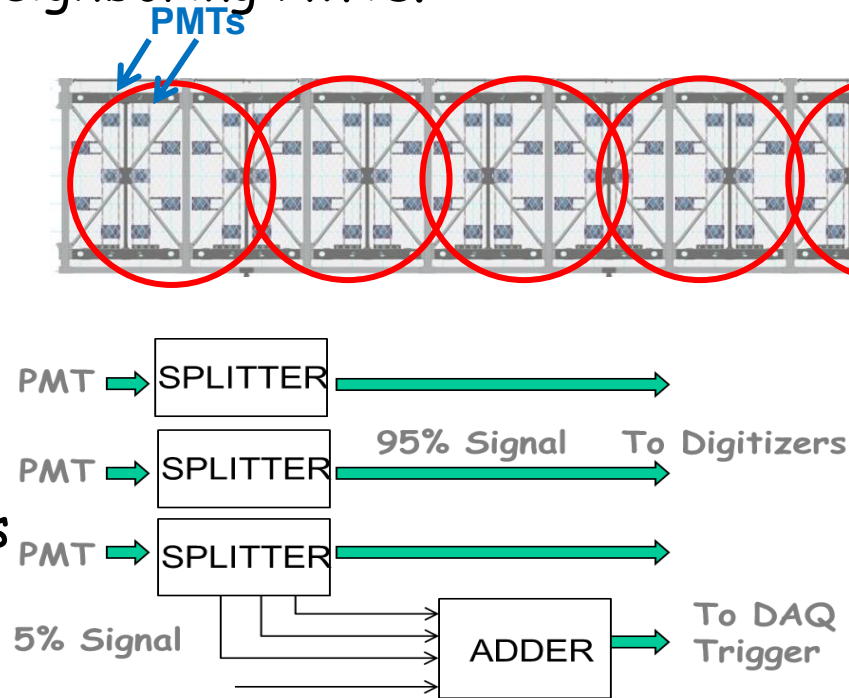 PMTs
PMT SPLITTER
95% Signal To Digitizers
PMT SPLITTER
PMT SPLITTER
5% Signal
ADDER
To DAQ
Trigger